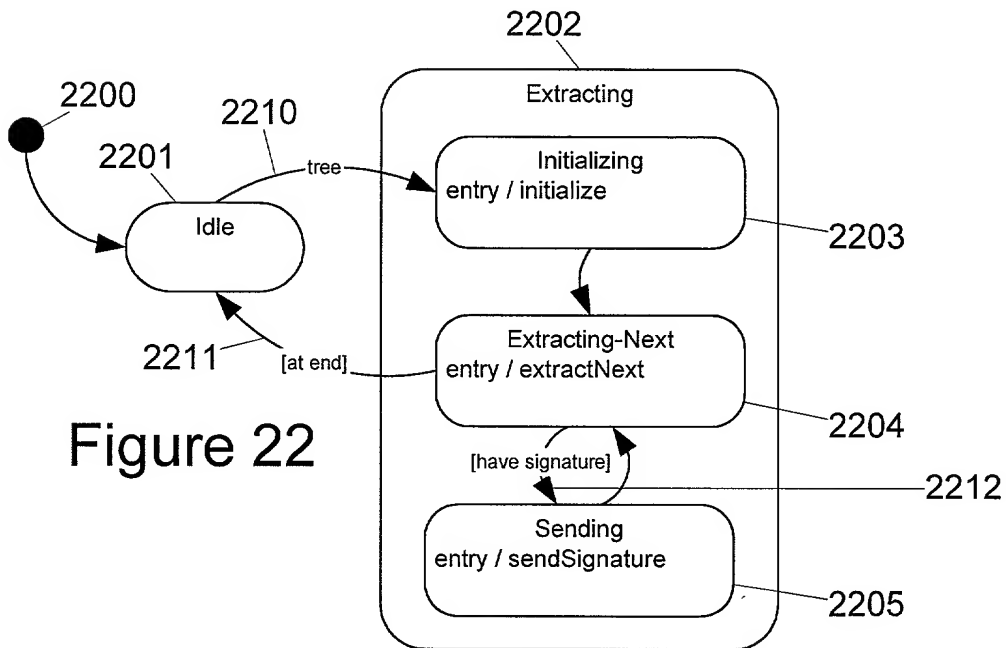 2202
Extracting
2200
2210
2201
tree
Initializing
entry / initialize
Idle
2203
2211
[at end]
Extracting-Next
entry / extractNext
2204
Figure 22
[have signature]
2212
Sending
entry / sendSignature
2205